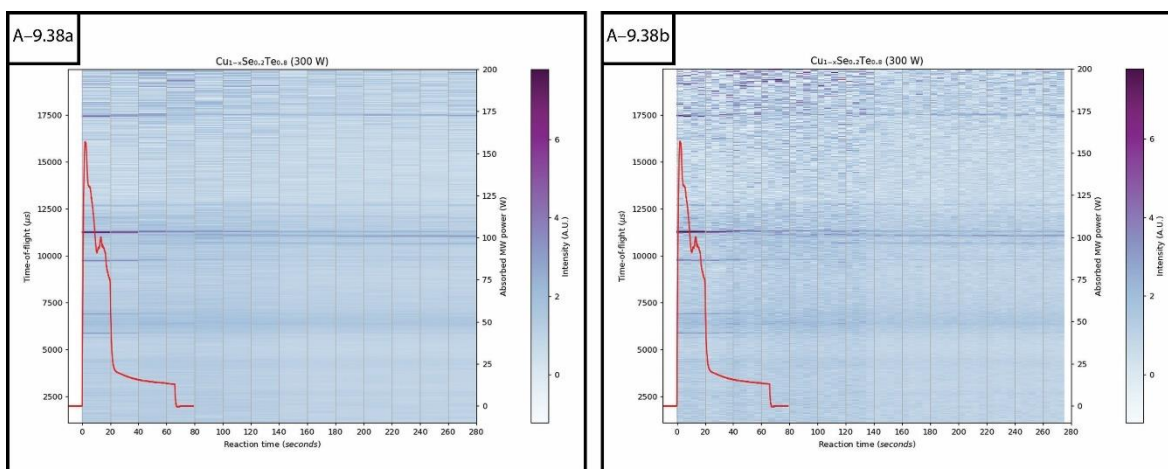 A–9.38a
Cu₁₋ₓSe₀.₂Te₀.₈ (300 W)
Time-of-flight (μs)
17500
15000
12500
10000
7500
5000
2500
0 20 40 60 80 100 120 140 160 180 200 220 240 260 280
Reaction time (seconds)
200
175
150
125
100
75
50
25
0
Absorbed MW power (W)
6
4
2
0
Intensity (A.U.)
A–9.38b
Cu₁₋ₓSe₀.₂Te₀.₈ (300 W)
Time-of-flight (μs)
17500
15000
12500
10000
7500
5000
2500
0 20 40 60 80 100 120 140 160 180 200 220 240 260 280
Reaction time (seconds)
200
175
150
125
100
75
50
25
0
Absorbed MW power (W)
6
4
2
0
Intensity (A.U.)